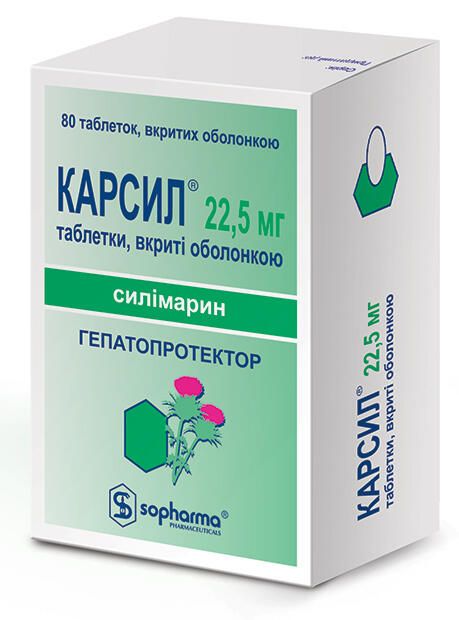 80 таблеток, вкритих оболонкою
КАРСИЛ® 22,5 мг
таблетки, вкриті оболонкою
силімарин
ГЕПАТОПРОТЕКТОР
sopharma®
PHARMACEUTICALS
КАРСИЛ® 22,5 мг
таблетки, вкриті оболонкою